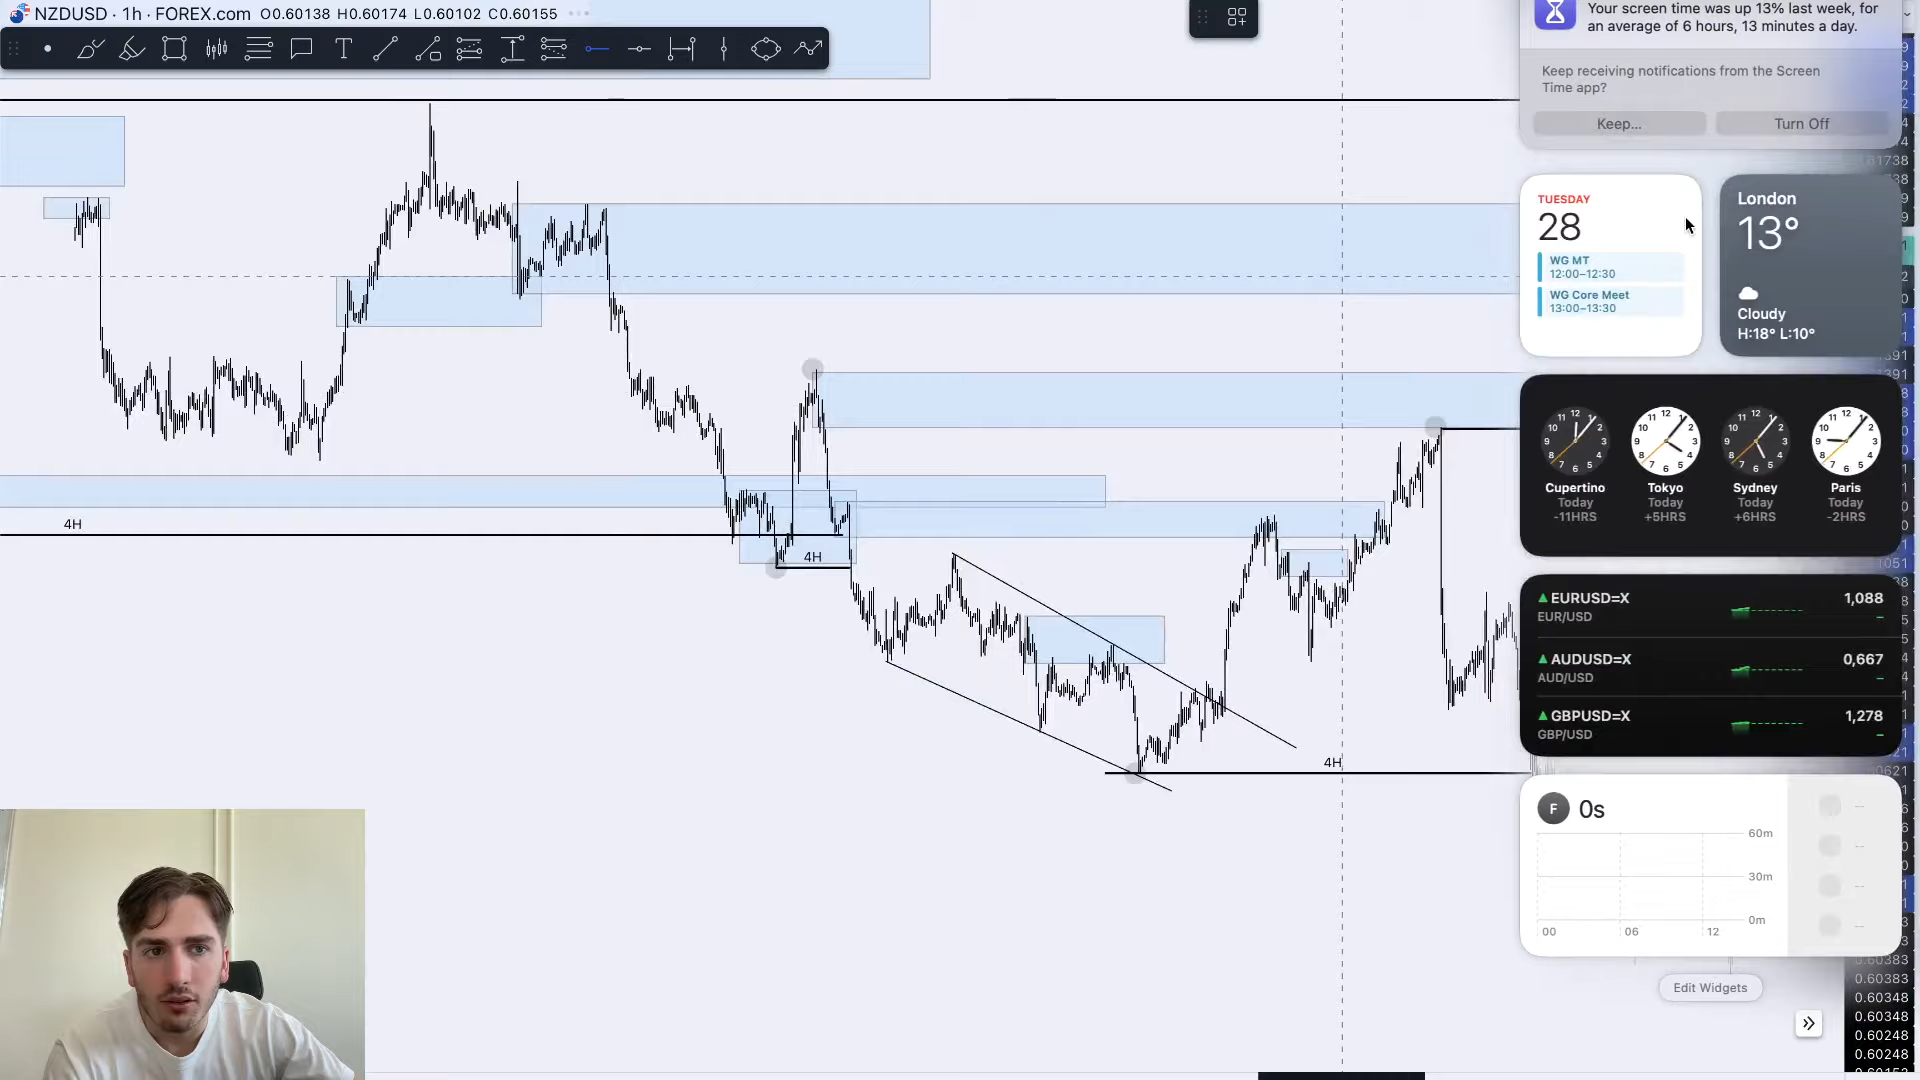 NZDUSD · 1h · FOREX.com O0.60138 H0.60174 L0.60102 C0.60155
4H
4H
4H
Your screen time was up 13% last week, for
an average of 6 hours, 13 minutes a day.
Keep receiving notifications from the Screen
Time app?
Keep...
Turn Off
TUESDAY
28
WG MT
12:00–12:30
WG Core Meet
13:00–13:30
London
13°
Cloudy
H:18° L:10°
Cupertino
Today
-11HRS
Tokyo
Today
+5HRS
Sydney
Today
+6HRS
Paris
Today
-2HRS
EURUSD=X 1,088
EUR/USD –
AUDUSD=X 0,667
AUD/USD –
GBPUSD=X 1,278
GBP/USD –
F 0s
60m
30m
0m
00 06 12
--
--
--
--
Edit Widgets
0.60383
0.60383
0.60348
0.60348
0.60248
0.60248